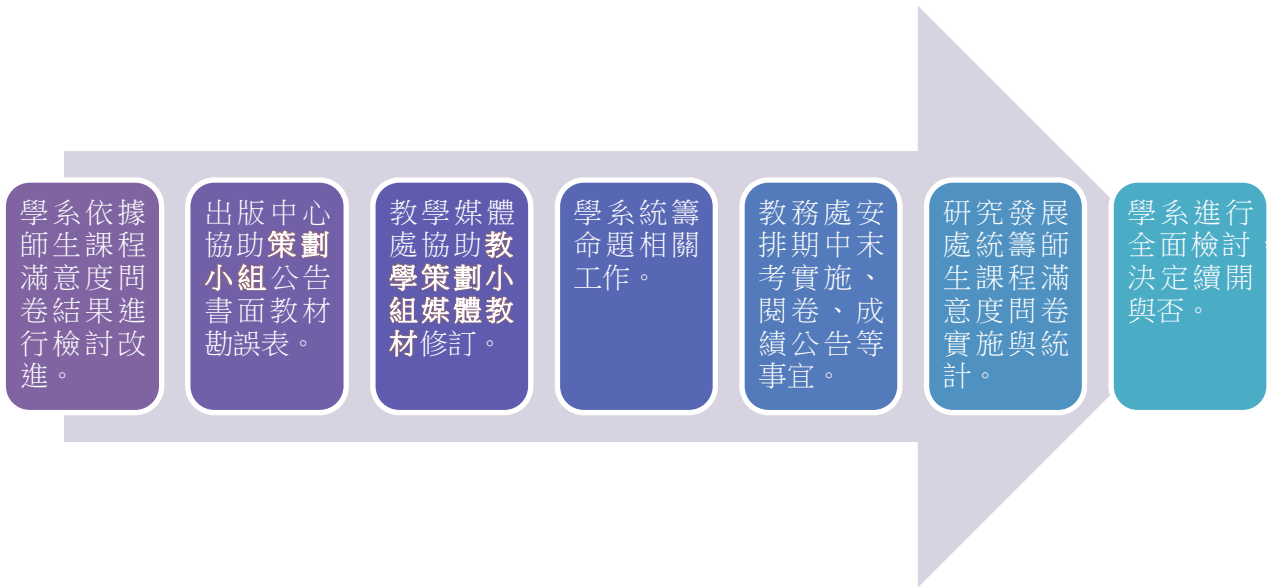 學系依據
師生課程
滿意度問
卷結果進
行檢討改
進。
出版中心
協助策劃
小組公告
書面教材
勘誤表。
教學媒體
處協助教
學策劃小
組媒體教
材修訂。
學系統籌
命題相關
工作。
教務處安
排期中末
考實施、
閱卷、成
績公告等
事宜。
研究發展
處統籌師
生課程滿
意度問卷
實施與統
計。
學系進行
全面檢討，
決定續開
與否。